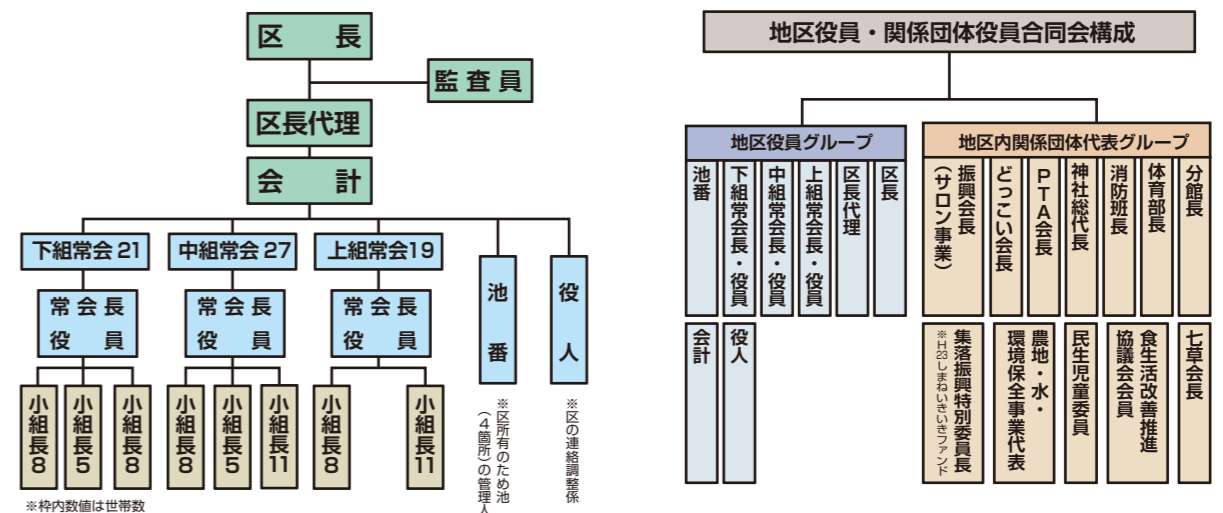 区　長
監査員
区長代理
会　計
下組常会 21
中組常会 27
上組常会19
池　番
役　人
常会長
役　員
常会長
役　員
常会長
役　員
小組長8
小組長5
小組長8
小組長8
小組長5
小組長11
小組長8
小組長11
※区所有のため池
（４箇所）の管理人
※区の連絡調整係
※枠内数値は世帯数
地区役員・関係団体役員合同会構成
地区役員グループ
区長
区長代理
上組常会長・役員
中組常会長・役員
下組常会長・役員
池番
役人
会計
地区内関係団体代表グループ
分館長
体育部長
消防班長
神社総代長
ＰＴＡ会長
どっこい会長
振興会長
（サロン事業）
七草会長
食生活改善推進
協議会会員
民生児童委員
農地・水・
環境保全事業代表
集落振興特別委員長
※H23しまねいきいきファンド